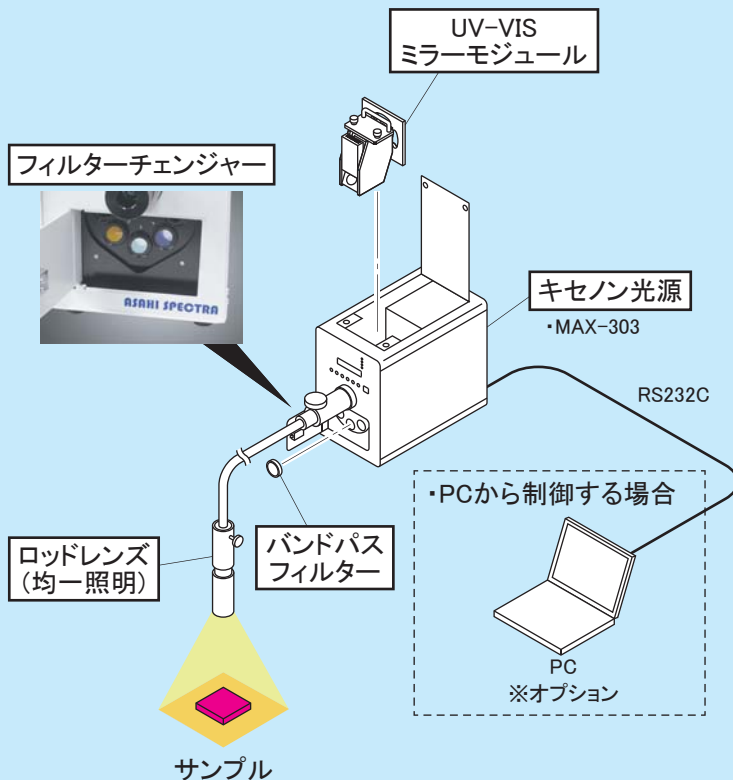 UV-VIS
ミラーモジュール
フィルターチェンジャー
ASAHI SPECTRA
キセノン光源
・MAX-303
RS232C
・PCから制御する場合
ロッドレンズ
(均一照明)
バンドパス
フィルター
PC
※オプション
サンプル